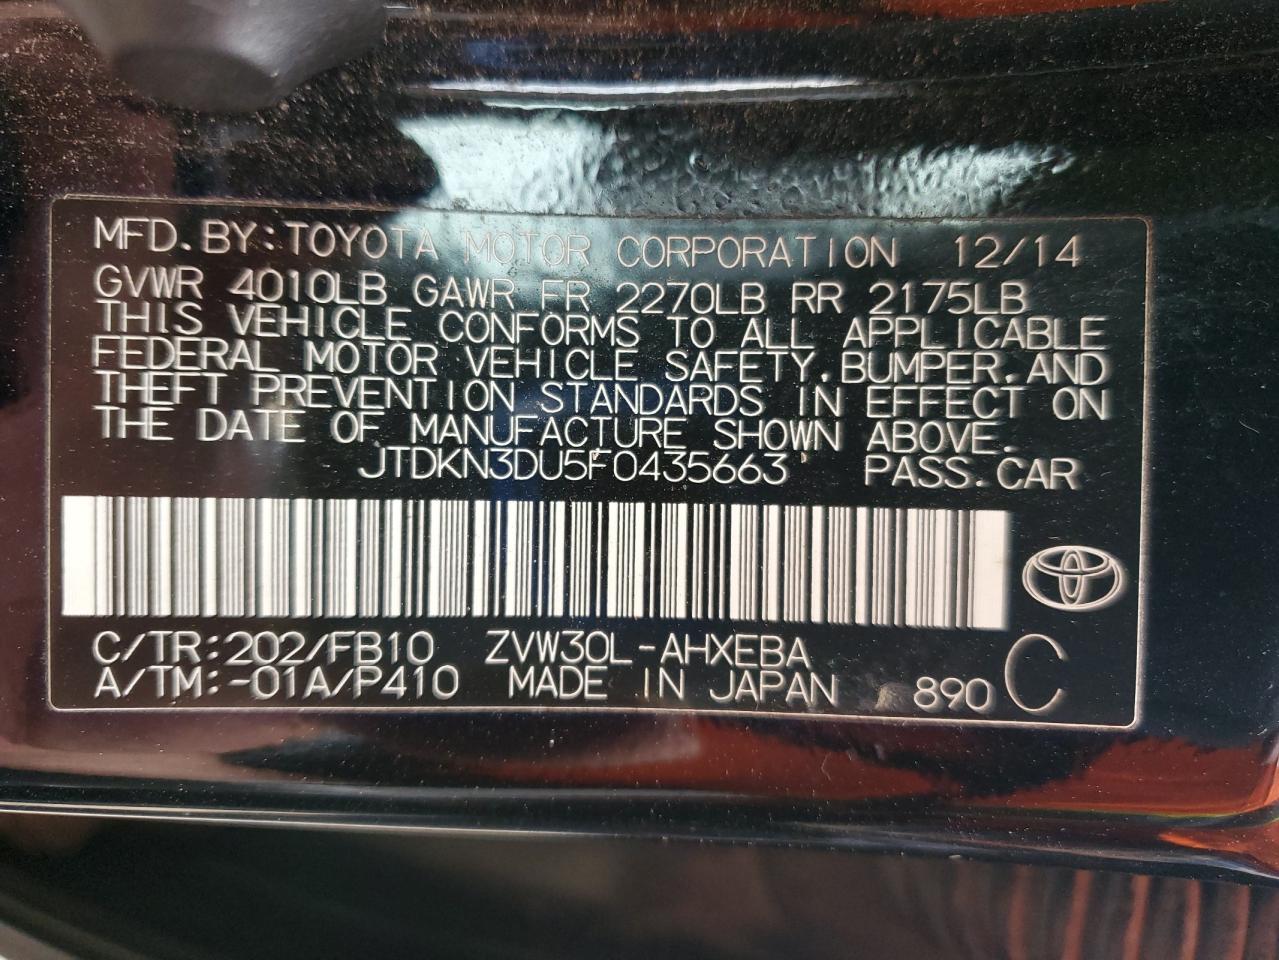 MFD.BY:TOYOTA MOTOR CORPORATION 12/14
GVWR 4010LB GAWR FR 2270LB RR 2175LB
THIS VEHICLE CONFORMS TO ALL APPLICABLE
FEDERAL MOTOR VEHICLE SAFETY,BUMPER,AND
THEFT PREVENTION STANDARDS IN EFFECT ON
THE DATE OF MANUFACTURE SHOWN ABOVE.
JTDKN3DU5F0435663 PASS.CAR
C/TR:202/FB10 ZVW30L-AHXEBA
A/TM:-01A/P410 MADE IN JAPAN 890 C